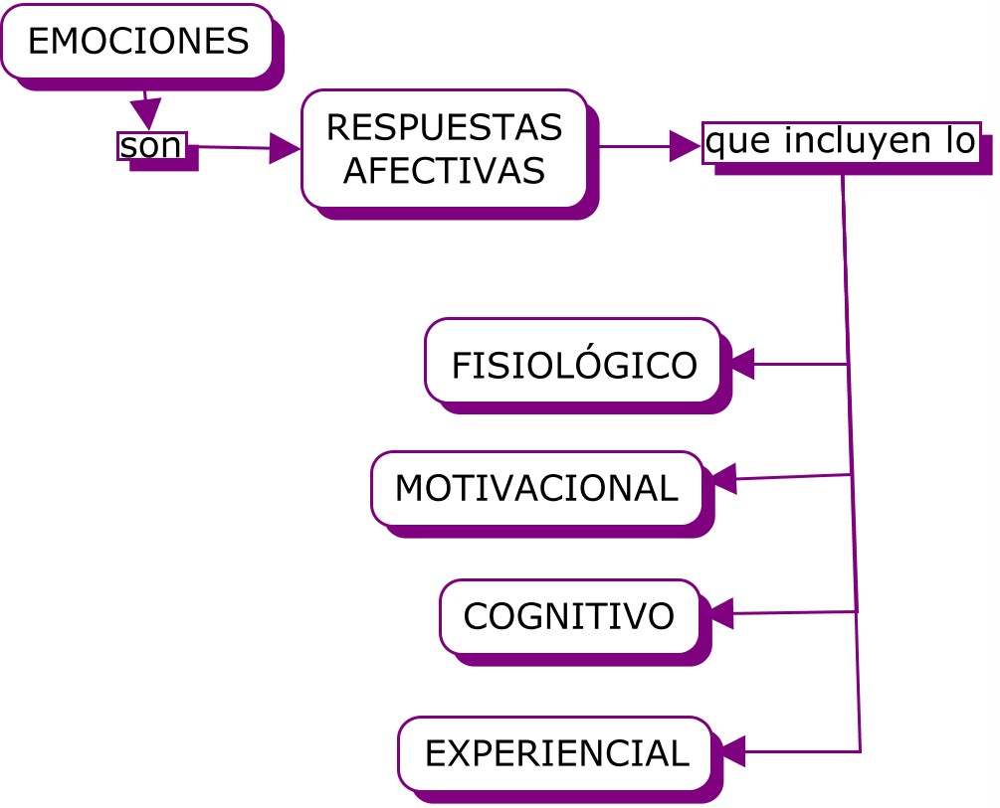 EMOCIONES
son
RESPUESTAS
AFECTIVAS
que incluyen lo
FISIOLÓGICO
MOTIVACIONAL
COGNITIVO
EXPERIENCIAL